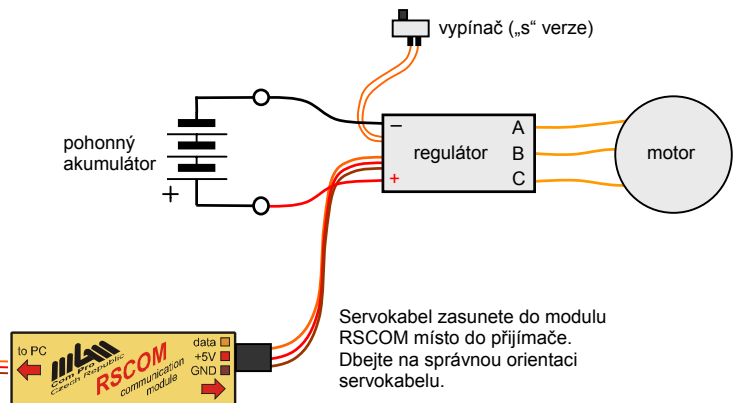 vypínač („s“ verze)
pohonný
akumulátor
+
−
+
regulátor
A
B
C
motor
Servokabel zasunete do modulu
RSCOM místo do přijímače.
Dbejte na správnou orientaci
servokabelu.
to PC
mgm
Com Pro
Czech Republic
RSCOM
communication
module
data
+5V
GND